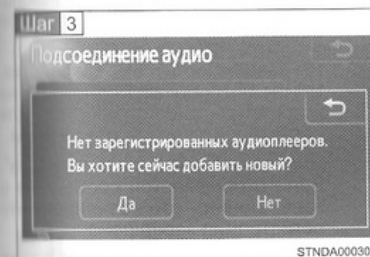 Шаг 3
Подсоединение аудио
Нет зарегистрированных аудиоплееров.
Вы хотите сейчас добавить новый?
Да
Нет
STNDA00030